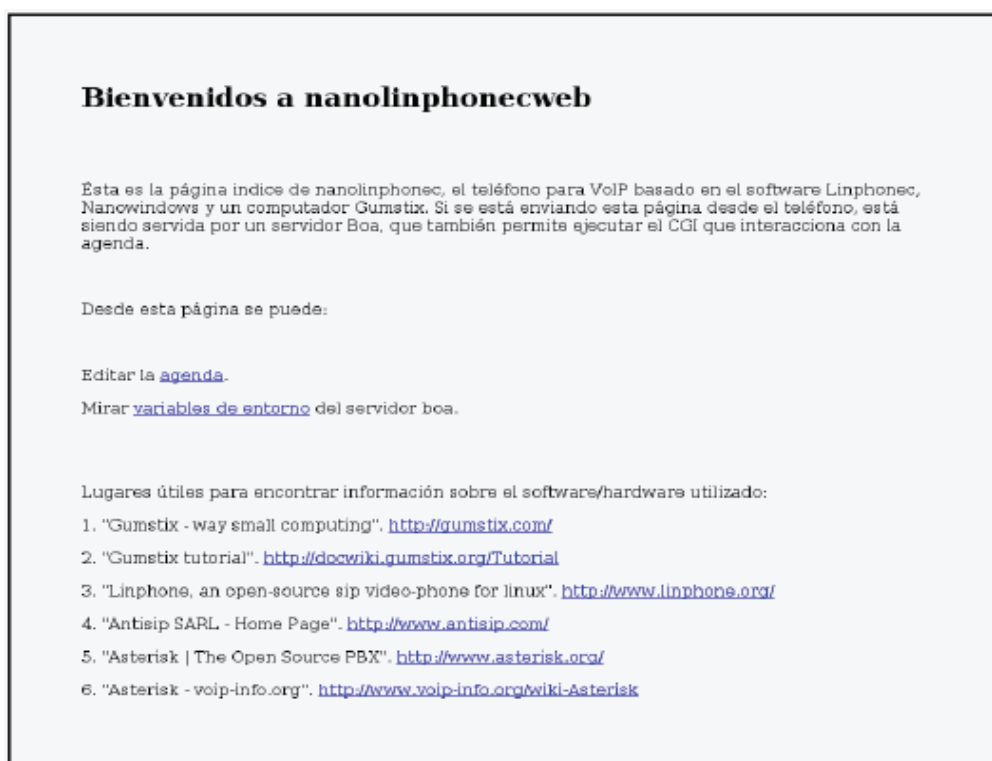 Bienvenidos a nanolinphonecweb
Ésta es la página indice de nanolinphonec, el teléfono para VoIP basado en el software Linphonec,
Nanowindows y un computador Gumstix. Si se está enviando esta página desde el teléfono, está
siendo servida por un servidor Boa, que también permite ejecutar el CGI que interacciona con la
agenda.
Desde esta página se puede:
Editar la agenda.
Mirar variables de entorno del servidor boa.
Lugares útiles para encontrar información sobre el software/hardware utilizado:
1. "Gumstix - way small computing". http://gumstix.com/
2. "Gumstix tutorial". http://docwiki.gumstix.org/Tutorial
3. "Linphone, an open-source sip video-phone for linux". http://www.linphone.org/
4. "Antisip SARL - Home Page". http://www.antisip.com/
5. "Asterisk | The Open Source PBX". http://www.asterisk.org/
6. "Asterisk - voip-info.org". http://www.voip-info.org/wiki-Asterisk